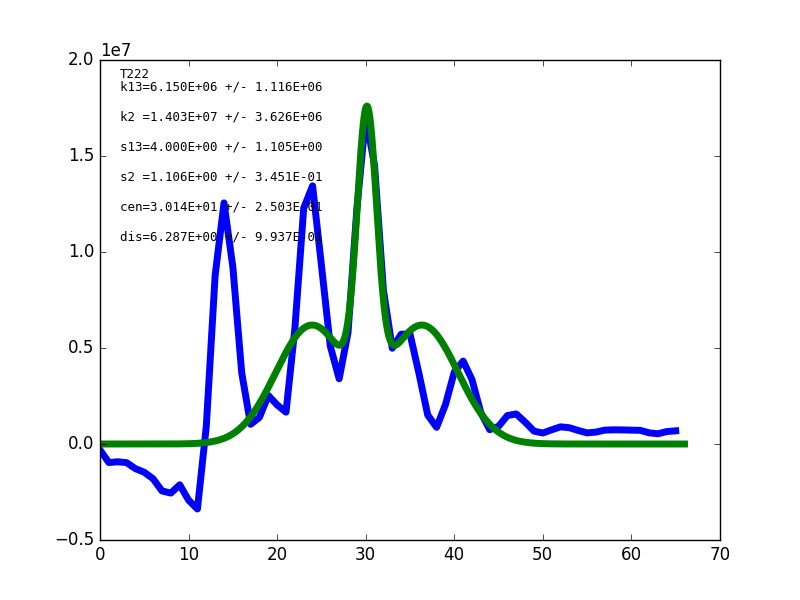 1e7
2.0
1.5
1.0
0.5
0.0
−0.5
T222
k13=6.150E+06 +/- 1.116E+06
k2 =1.403E+07 +/- 3.626E+06
s13=4.000E+00 +/- 1.105E+00
s2 =1.106E+00 +/- 3.451E-01
cen=3.014E+01 +/- 2.503E-01
dis=6.287E+00 +/- 9.937E-01
0 10 20 30 40 50 60 70